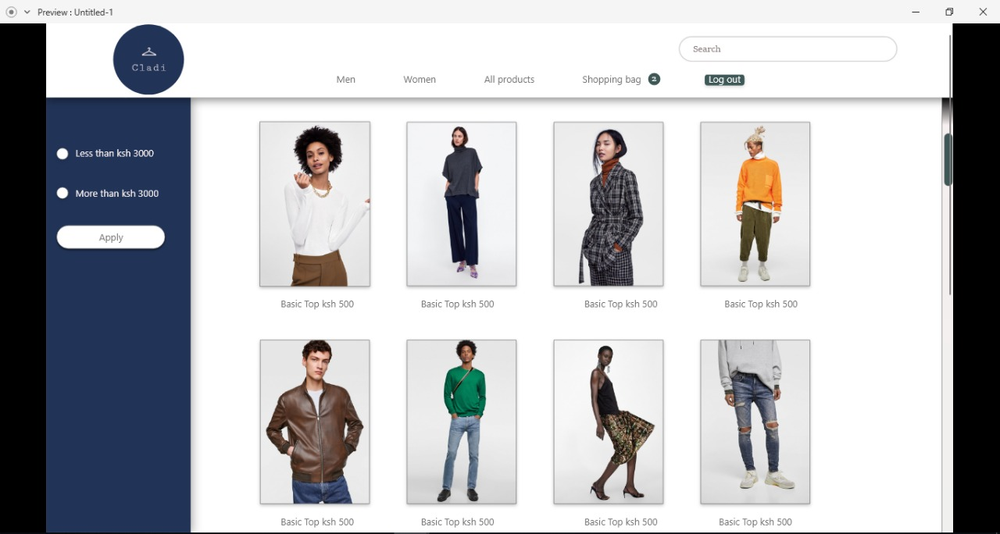 Preview : Untitled-1
Cladi
Search
Men Women All products Shopping bag 2 Log out
Less than ksh 3000
More than ksh 3000
Apply
Basic Top ksh 500 Basic Top ksh 500 Basic Top ksh 500 Basic Top ksh 500
Basic Top ksh 500 Basic Top ksh 500 Basic Top ksh 500 Basic Top ksh 500